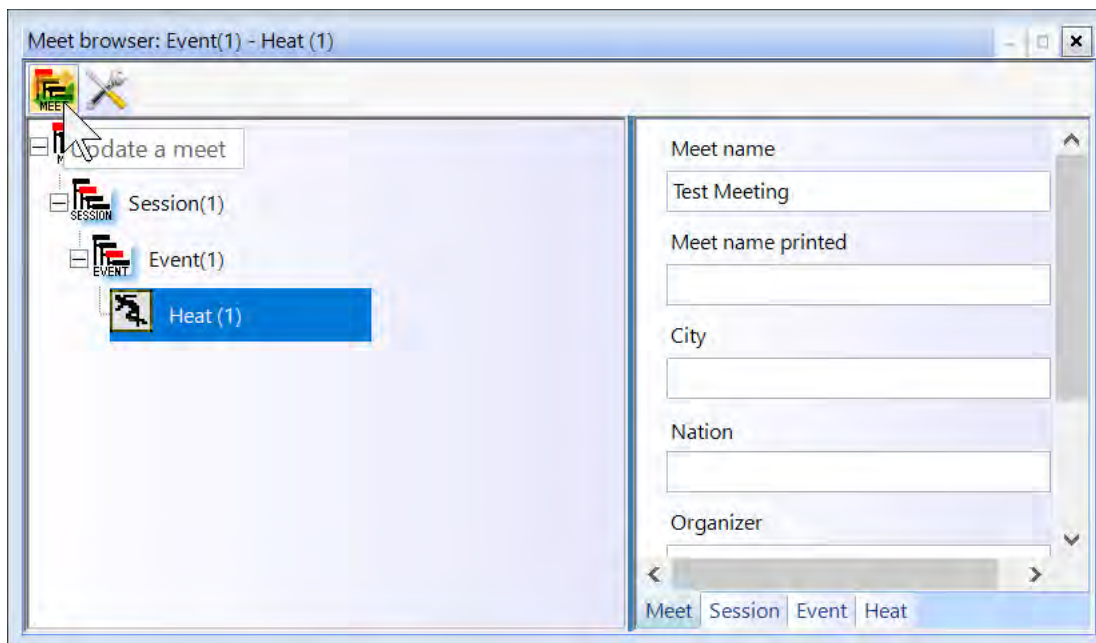 Meet browser: Event(1) - Heat (1)
MEET
Update a meet
SESSION
Session(1)
EVENT
Event(1)
Heat (1)
Meet name
Test Meeting
Meet name printed
City
Nation
Organizer
Meet Session Event Heat